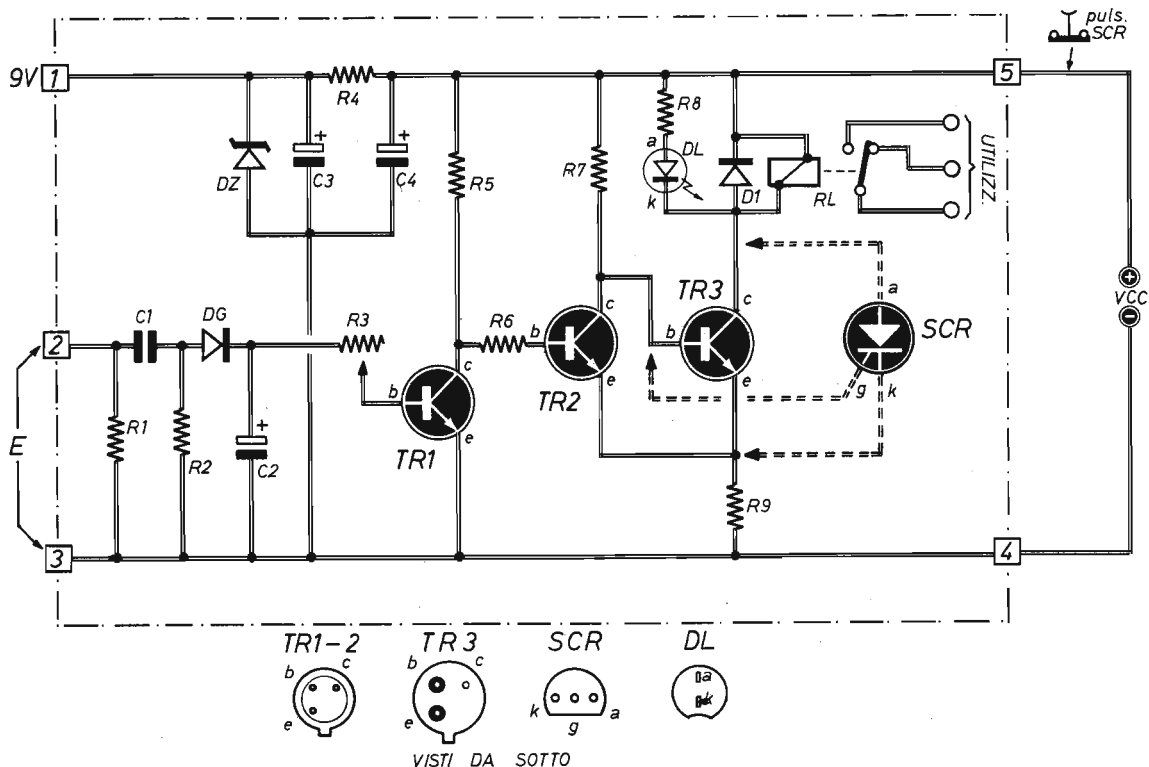 puls.
SCR
9V 1
5
R4
R8
a
DL
k
DZ
C3
+
C4
+
R5
R7
D1
RL
UTILIZZ.
TR3
c
b
e
a
SCR
g
k
+
VCC
−
2
C1
DG
R3
R6
b
c
e
TR2
b
c
e
TR1
E
R1
R2
+
C2
R9
3
4
TR1-2
b
c
e
TR3
b
c
e
SCR
k
g
a
DL
a
k
VISTI DA SOTTO